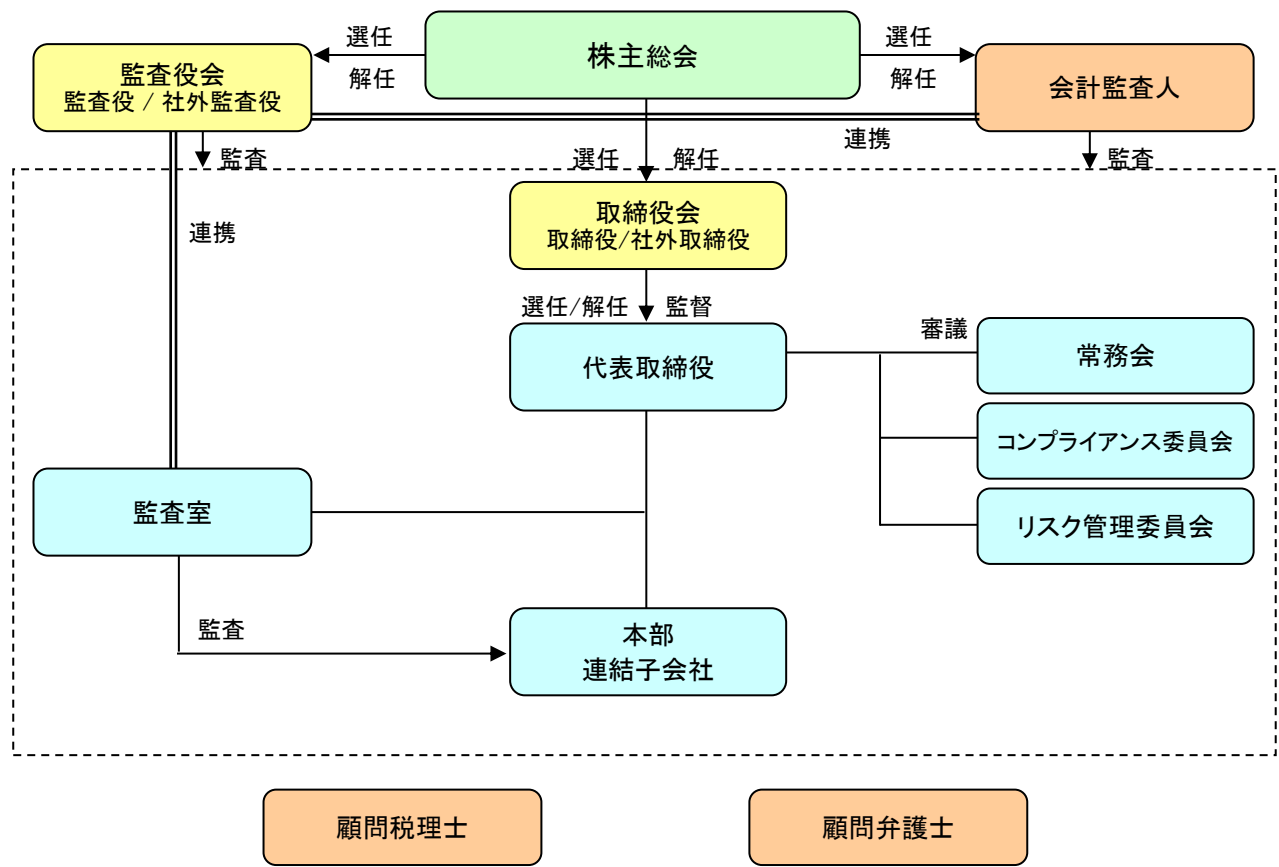 選任
株主総会
選任
監査役会
監査役 / 社外監査役
解任
解任
会計監査人
連携
監査
選任
解任
監査
取締役会
取締役/社外取締役
連携
選任/解任
監督
審議
代表取締役
常務会
コンプライアンス委員会
監査室
リスク管理委員会
監査
本部
連結子会社
顧問税理士
顧問弁護士